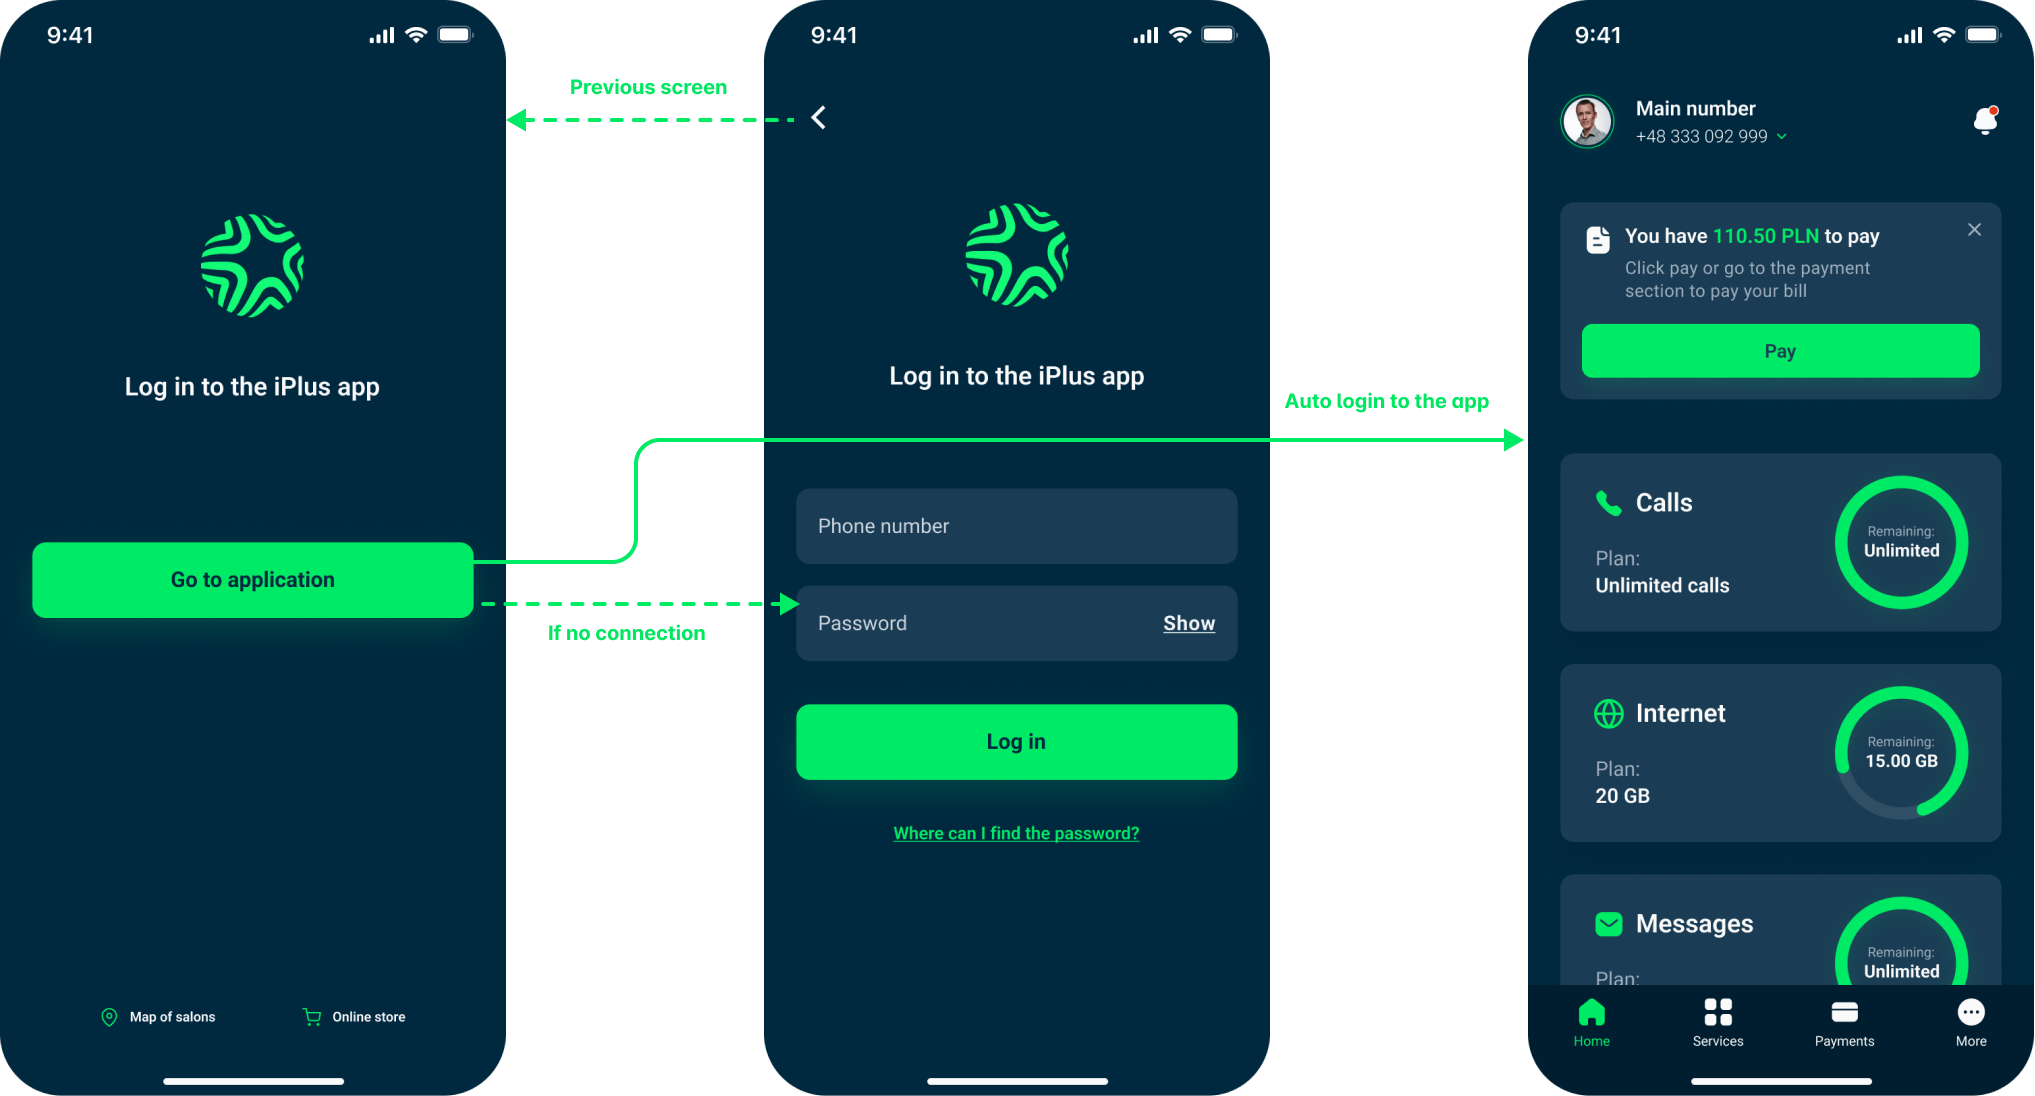 9:41
Log in to the iPlus app
Go to application
Map of salons
Online store
Previous screen
If no connection
9:41
Log in to the iPlus app
Phone number
Password
Show
Log in
Where can I find the password?
Auto login to the app
9:41
Main number
+48 333 092 999
You have 110.50 PLN to pay
Click pay or go to the payment
section to pay your bill
Pay
Calls
Plan:
Unlimited calls
Remaining:
Unlimited
Internet
Plan:
20 GB
Remaining:
15.00 GB
Messages
Plan:
Remaining:
Unlimited
Home
Services
Payments
More